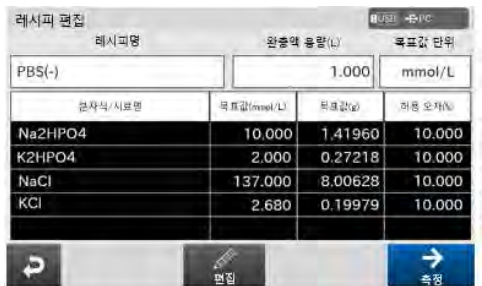 레시피 편집 USB PC
레시피명 완충액 용량(L) 목표값 단위
PBS(-) 1.000 mmol/L
분자식/시료명 목표값(mmol/L) 목표값(g) 허용 오차(%)
Na2HPO4 10.000 1.41960 10.000
K2HPO4 2.000 0.27218 10.000
NaCl 137.000 8.00628 10.000
KCl 2.680 0.19979 10.000
편집 측정